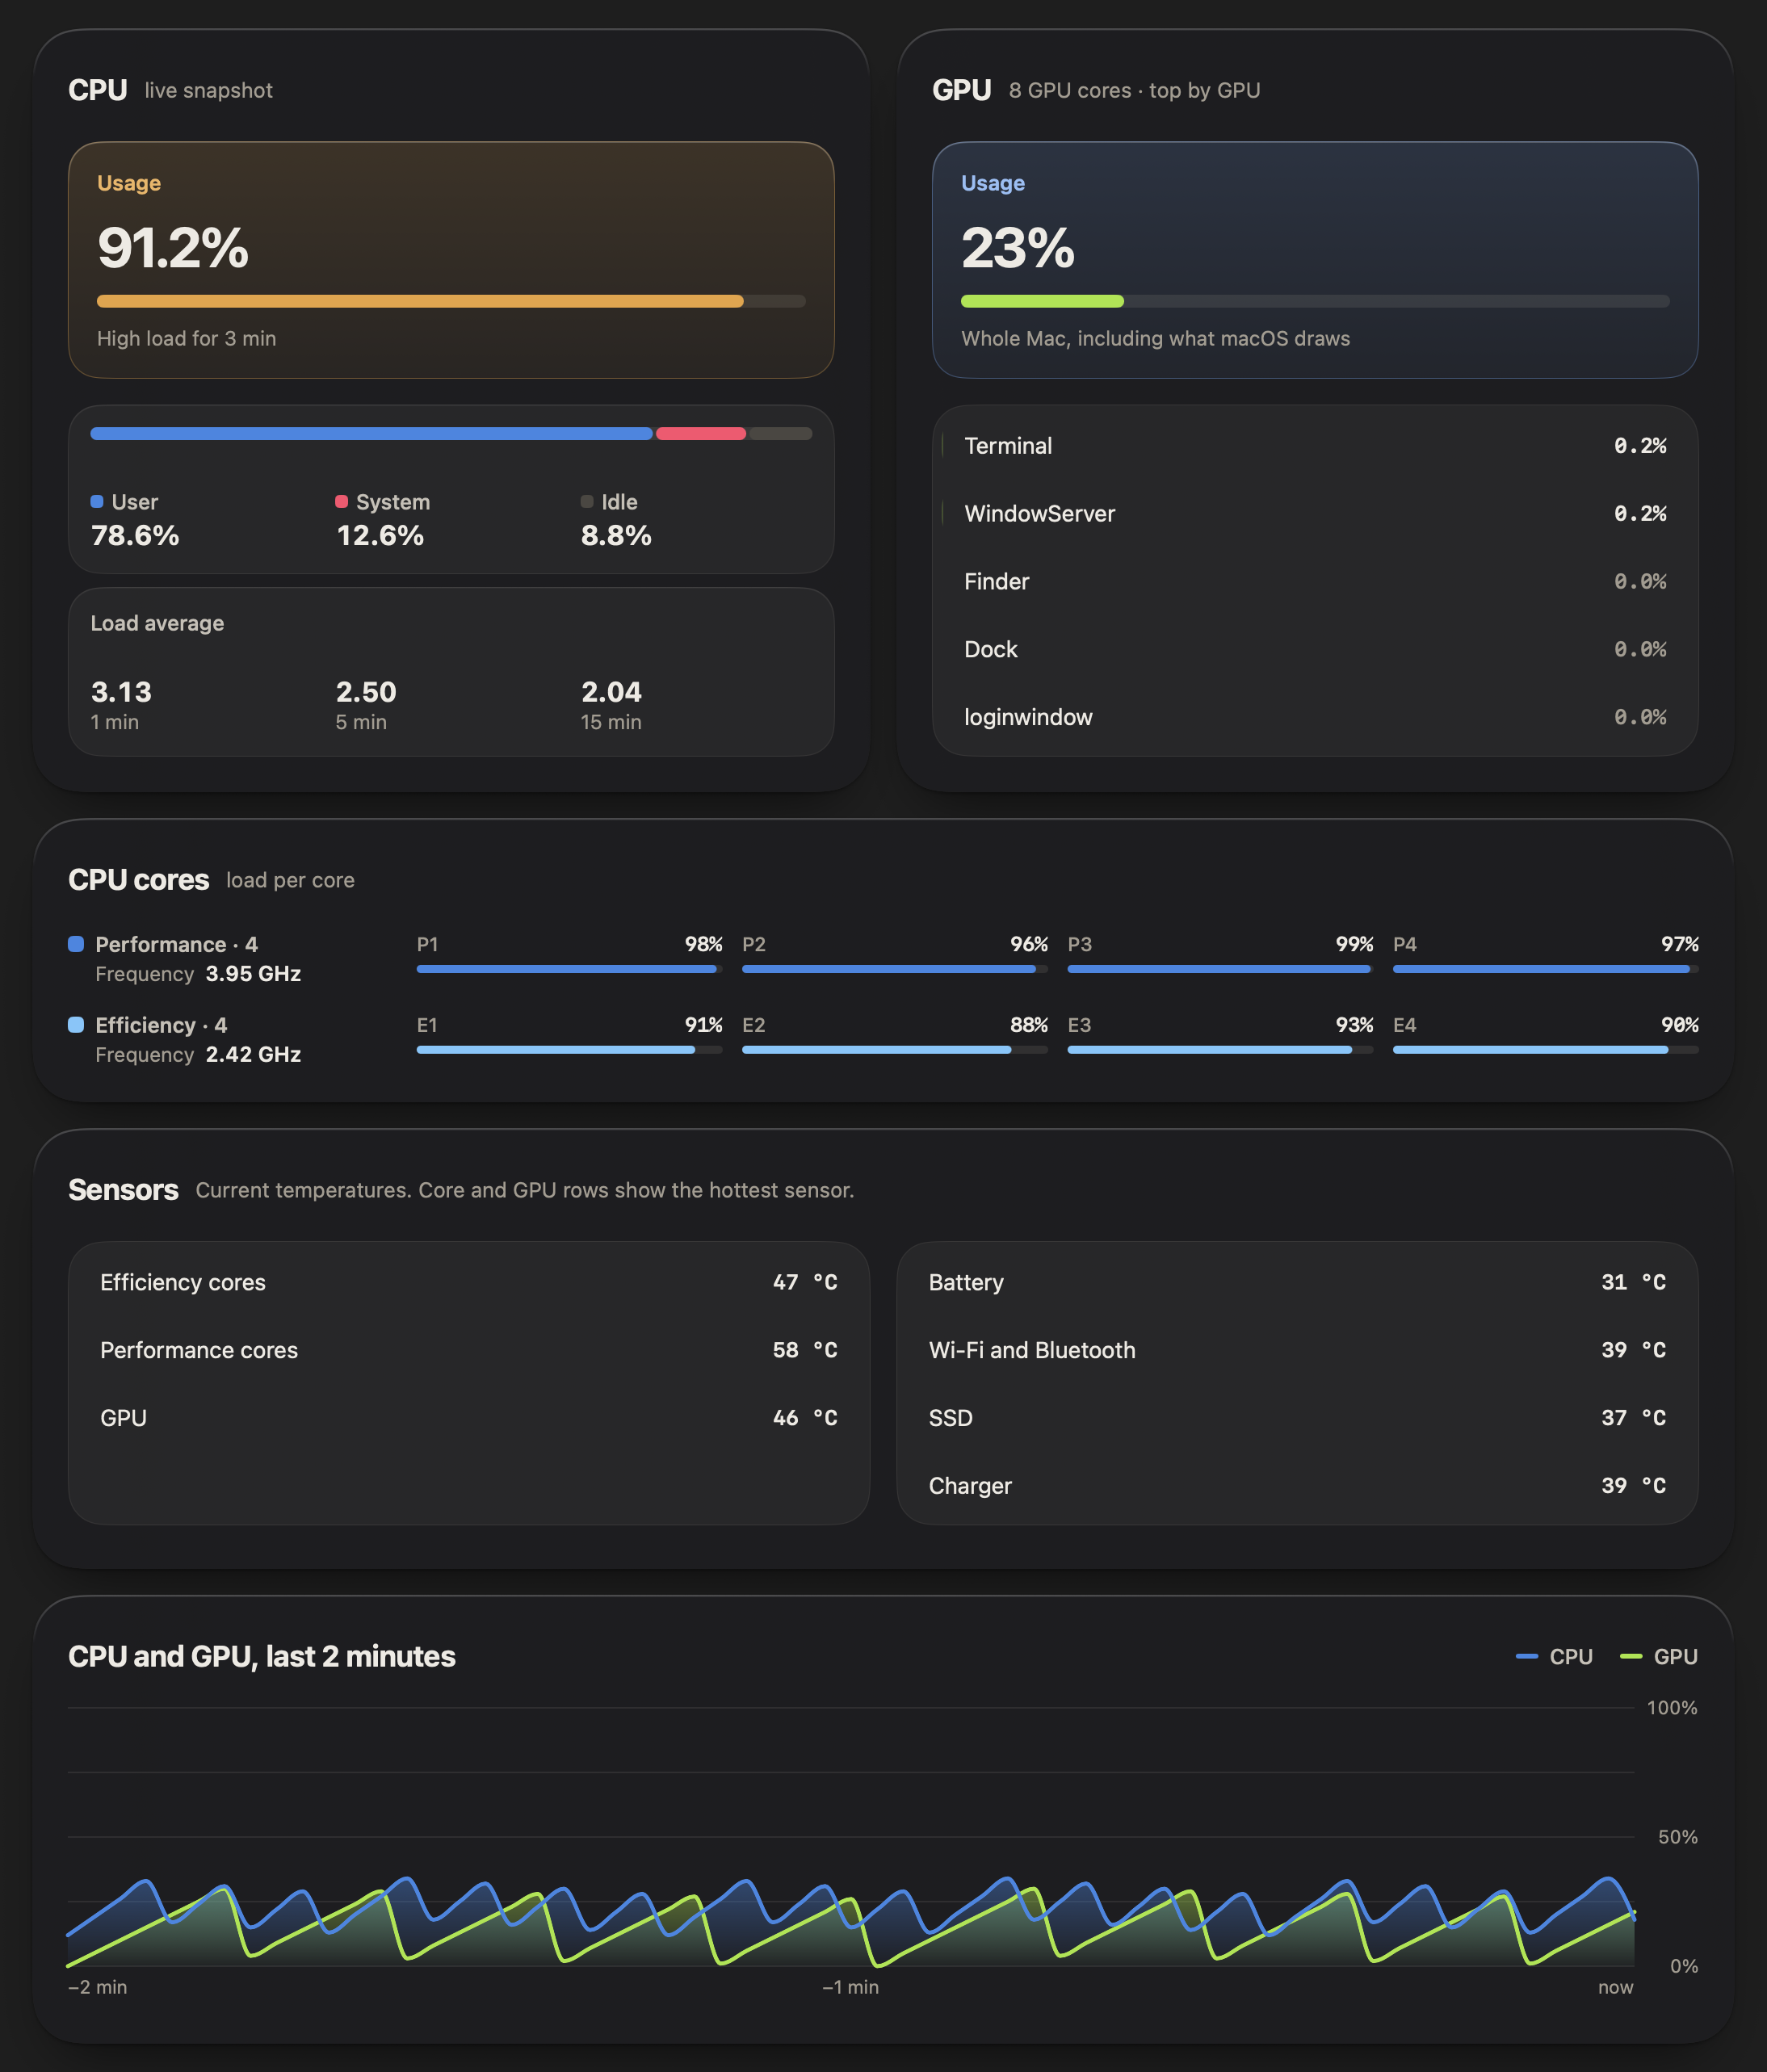 CPU live snapshot
Usage
91.2%
High load for 3 min
User System Idle
78.6% 12.6% 8.8%
Load average
3.13 2.50 2.04
1 min 5 min 15 min
GPU 8 GPU cores · top by GPU
Usage
23%
Whole Mac, including what macOS draws
Terminal 0.2%
WindowServer 0.2%
Finder 0.0%
Dock 0.0%
loginwindow 0.0%
CPU cores load per core
Performance · 4 P1 98% P2 96% P3 99% P4 97%
Frequency 3.95 GHz
Efficiency · 4 E1 91% E2 88% E3 93% E4 90%
Frequency 2.42 GHz
Sensors Current temperatures. Core and GPU rows show the hottest sensor.
Efficiency cores 47 °C
Performance cores 58 °C
GPU 46 °C
Battery 31 °C
Wi-Fi and Bluetooth 39 °C
SSD 37 °C
Charger 39 °C
CPU and GPU, last 2 minutes CPU GPU
100%
50%
0%
−2 min −1 min now